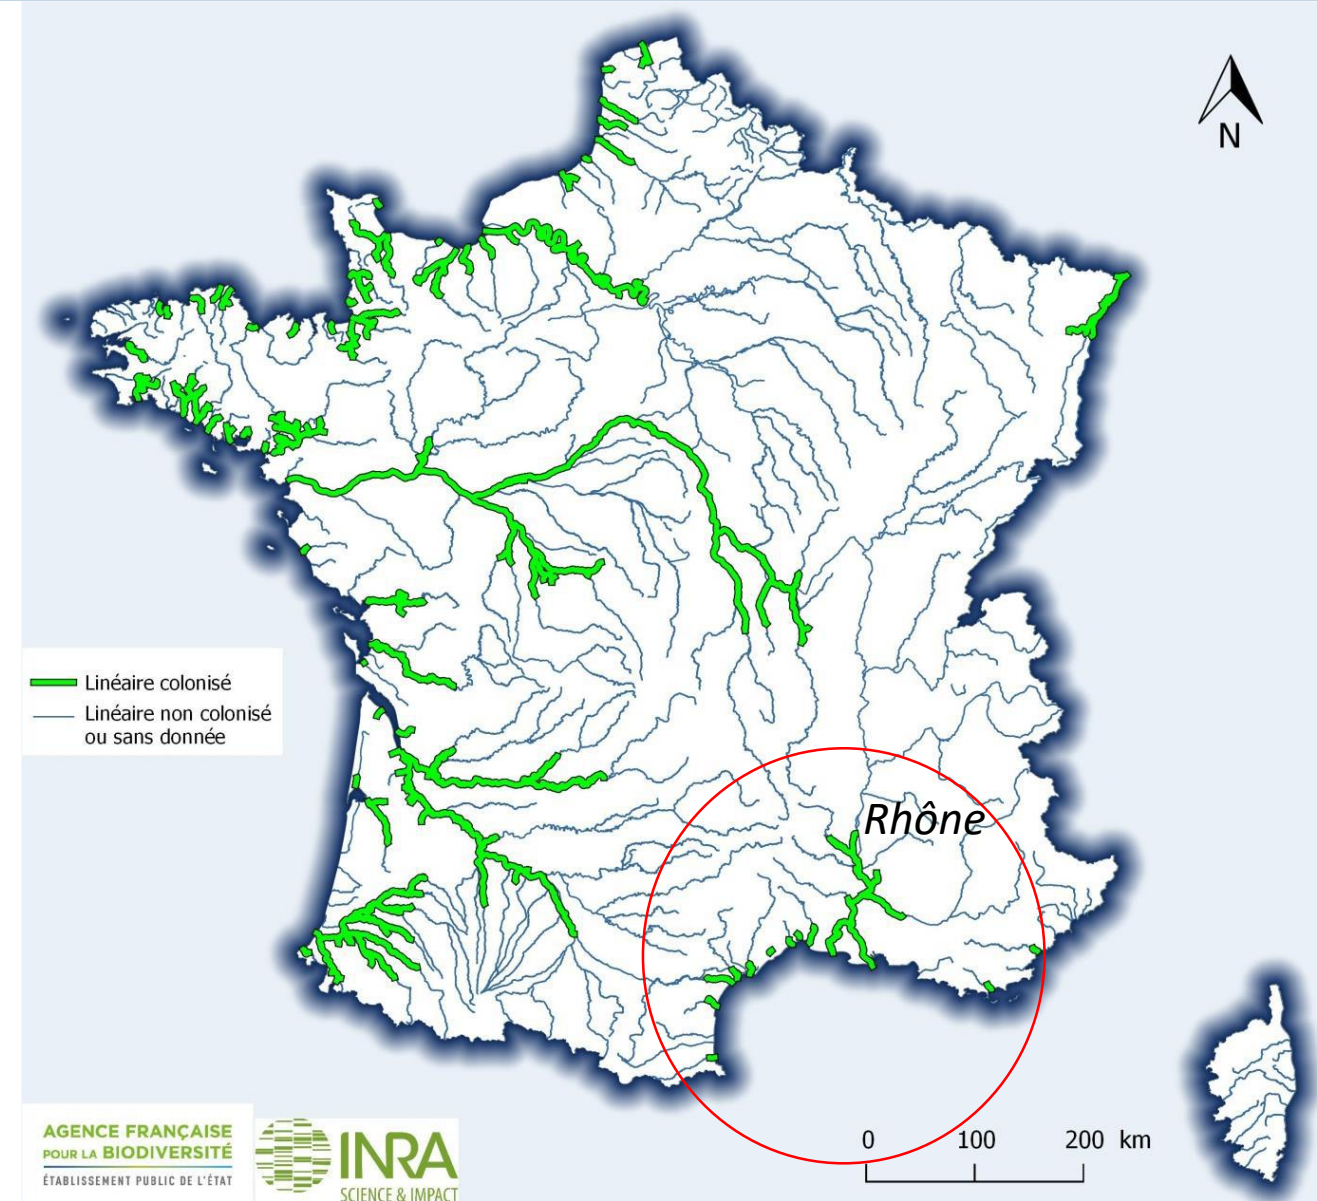 N
Linéaire colonisé
Linéaire non colonisé
ou sans donnée
Rhône
0 100 200 km
AGENCE FRANÇAISE
POUR LA BIODIVERSITÉ
ÉTABLISSEMENT PUBLIC DE L'ÉTAT
INRA
SCIENCE & IMPACT